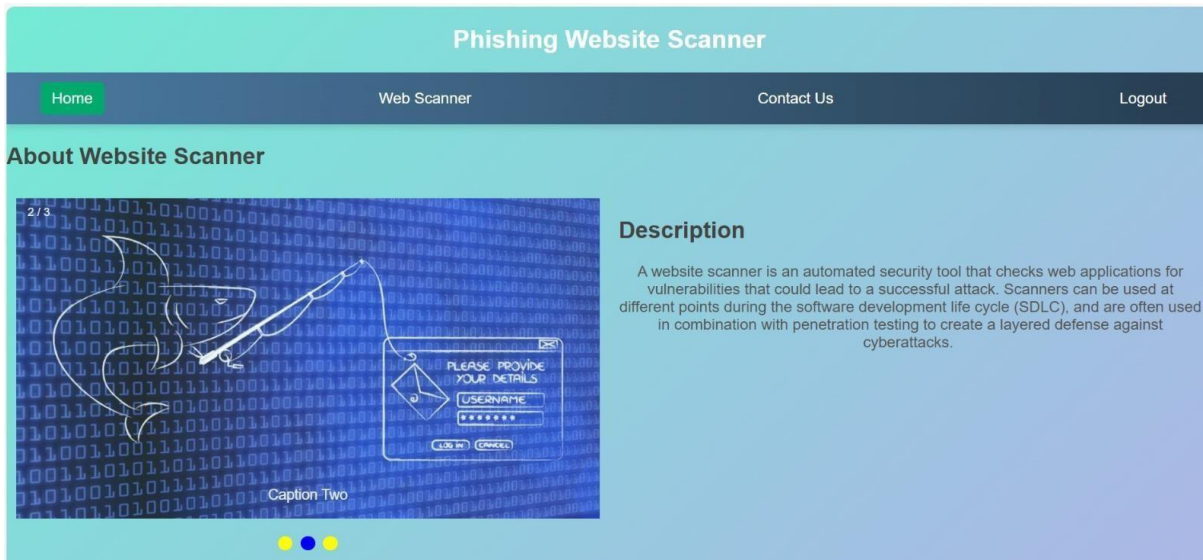 Phishing Website Scanner
Home
Web Scanner
Contact Us
Logout
About Website Scanner
2 / 3
PLEASE PROVIDE
YOUR DETAILS
USERNAME
*******
LOG IN
CANCEL
Caption Two
Description
A website scanner is an automated security tool that checks web applications for
vulnerabilities that could lead to a successful attack. Scanners can be used at
different points during the software development life cycle (SDLC), and are often used
in combination with penetration testing to create a layered defense against
cyberattacks.